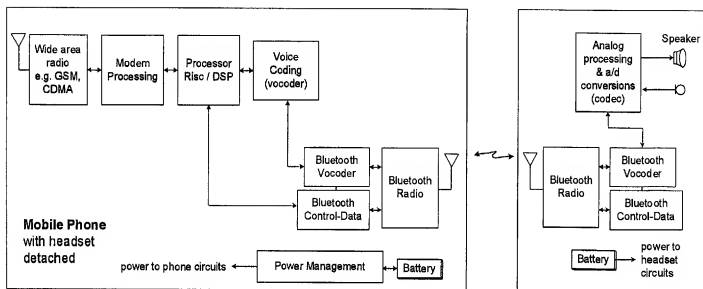 Wide area
radio
e.g. GSM,
CDMA
Modem
Processing
Processor
Risc / DSP
Voice
Coding
(vocoder)
Bluetooth
Vocoder
Bluetooth
Control-Data
Bluetooth
Radio
Mobile Phone
with headset
detached
power to phone circuits
Power Management
Battery
Analog
processing
& a/d
conversions
(codec)
Speaker
Bluetooth
Radio
Bluetooth
Vocoder
Bluetooth
Control-Data
Battery
power to
headset
circuits